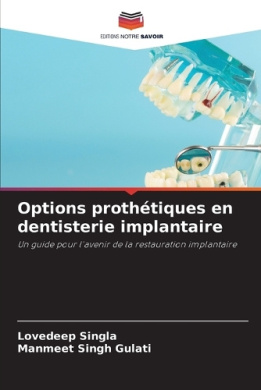 EDITIONS NOTRE SAVOIR
Options prothétiques en
dentisterie implantaire
Un guide pour l'avenir de la restauration implantaire
Lovedeep Singla
Manmeet Singh Gulati